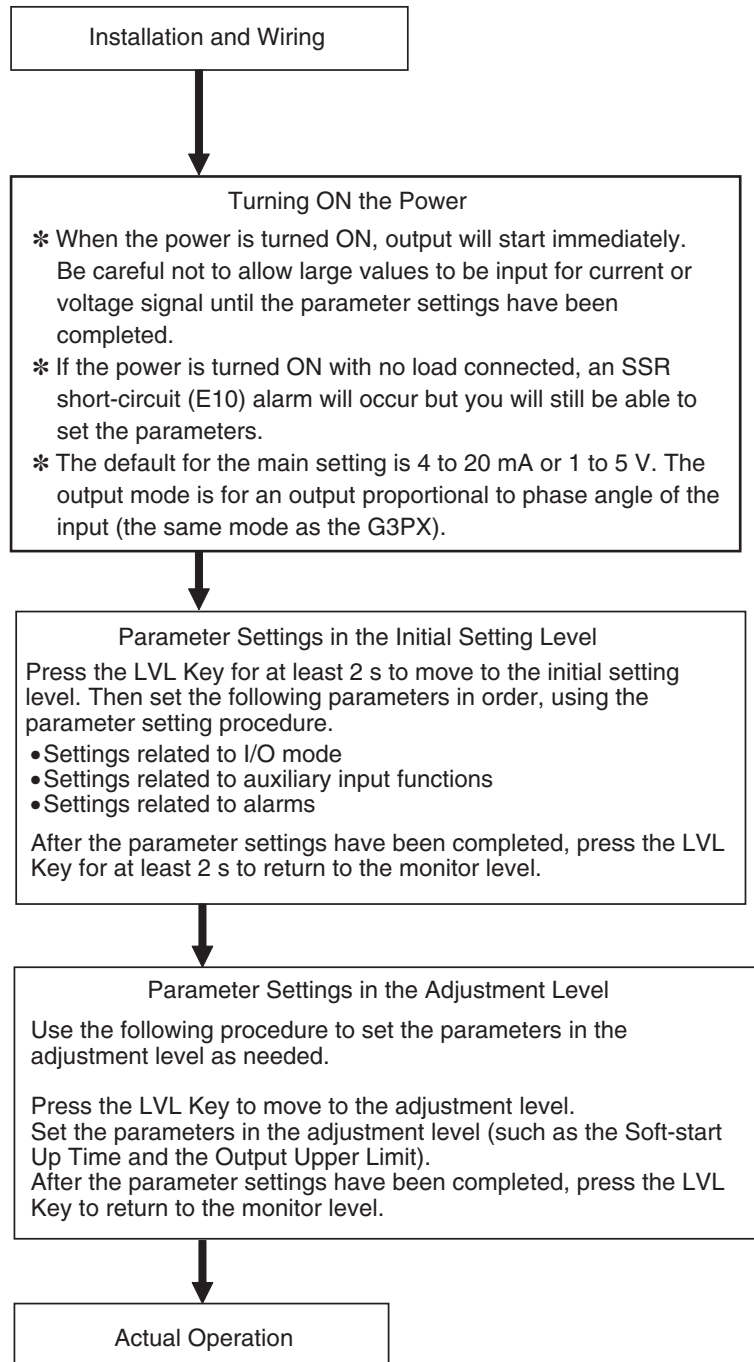 Installation and Wiring
Turning ON the Power
✻ When the power is turned ON, output will start immediately.
Be careful not to allow large values to be input for current or
voltage signal until the parameter settings have been
completed.
✻ If the power is turned ON with no load connected, an SSR
short-circuit (E10) alarm will occur but you will still be able to
set the parameters.
✻ The default for the main setting is 4 to 20 mA or 1 to 5 V. The
output mode is for an output proportional to phase angle of the
input (the same mode as the G3PX).
Parameter Settings in the Initial Setting Level
Press the LVL Key for at least 2 s to move to the initial setting
level. Then set the following parameters in order, using the
parameter setting procedure.
•Settings related to I/O mode
•Settings related to auxiliary input functions
•Settings related to alarms
After the parameter settings have been completed, press the LVL
Key for at least 2 s to return to the monitor level.
Parameter Settings in the Adjustment Level
Use the following procedure to set the parameters in the
adjustment level as needed.
Press the LVL Key to move to the adjustment level.
Set the parameters in the adjustment level (such as the Soft-start
Up Time and the Output Upper Limit).
After the parameter settings have been completed, press the LVL
Key to return to the monitor level.
Actual Operation